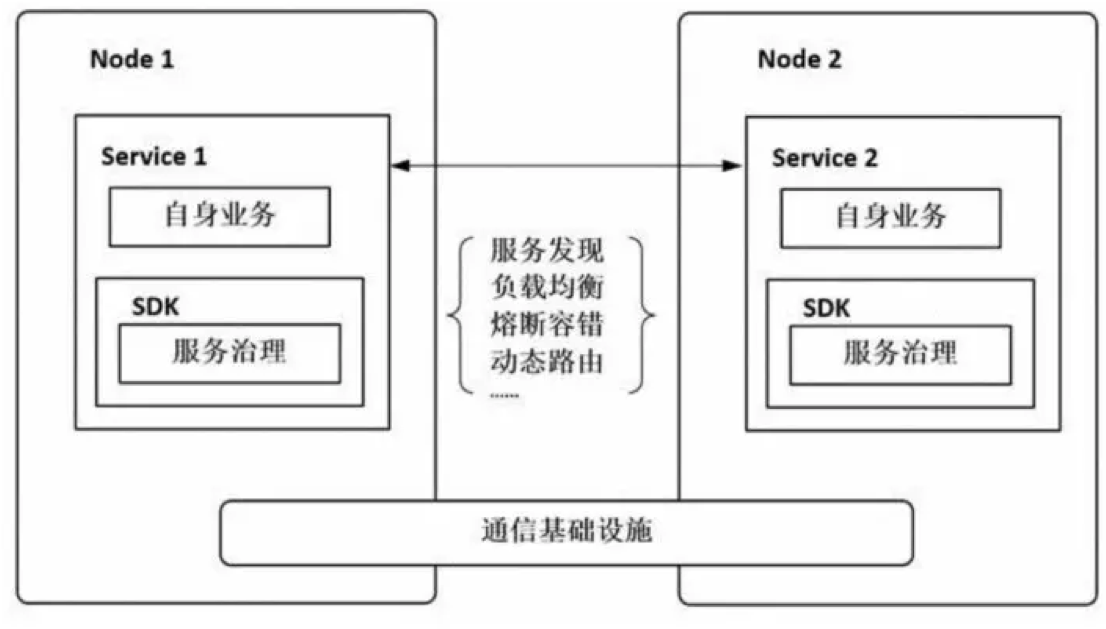 Node 1
Service 1
自身业务
SDK
服务治理
服务发现
负载均衡
熔断容错
动态路由
......
Node 2
Service 2
自身业务
SDK
服务治理
通信基础设施